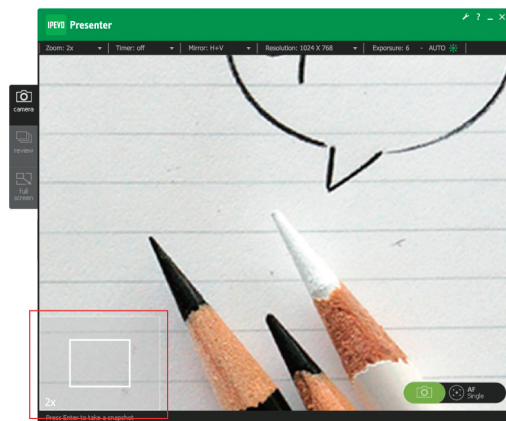 IPEVO Presenter
? _ ×
Zoom: 2x Timer: off Mirror: H+V Resolution: 1024 X 768 Exporsure: 6 - AUTO
camera
review
full
screen
2x
AF
Single
Press Enter to take a snapshot